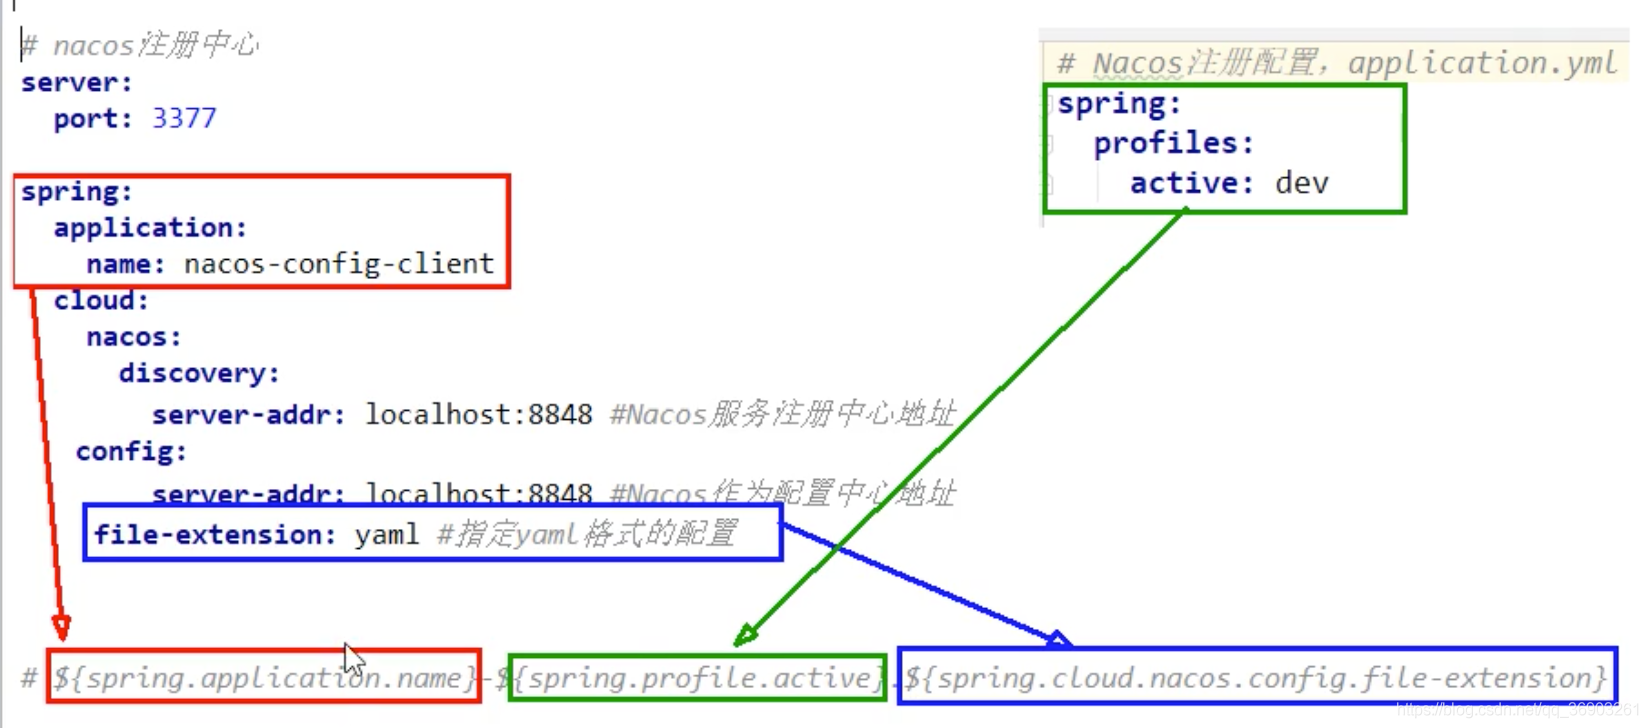 # nacos注册中心
server:
port: 3377
spring:
application:
name: nacos-config-client
cloud:
nacos:
discovery:
server-addr: localhost:8848 #Nacos服务注册中心地址
config:
server-addr: localhost:8848 #Nacos作为配置中心地址
file-extension: yaml #指定yaml格式的配置
# Nacos注册配置，application.yml
spring:
profiles:
active: dev
# ${spring.application.name}-${spring.profile.active}.${spring.cloud.nacos.config.file-extension}
https://blog.csdn.net/qq_36903261